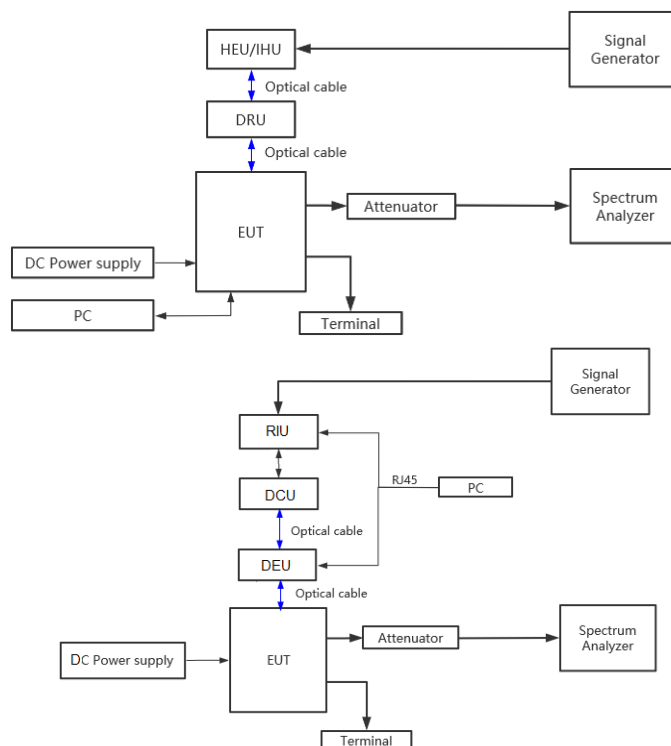 HEU/IHU
Signal
Generator
Optical cable
DRU
Optical cable
EUT
Attenuator
Spectrum
Analyzer
DC Power supply
PC
Terminal
Signal
Generator
RIU
DCU
RJ45
PC
Optical cable
DEU
Optical cable
EUT
Attenuator
Spectrum
Analyzer
DC Power supply
Terminal